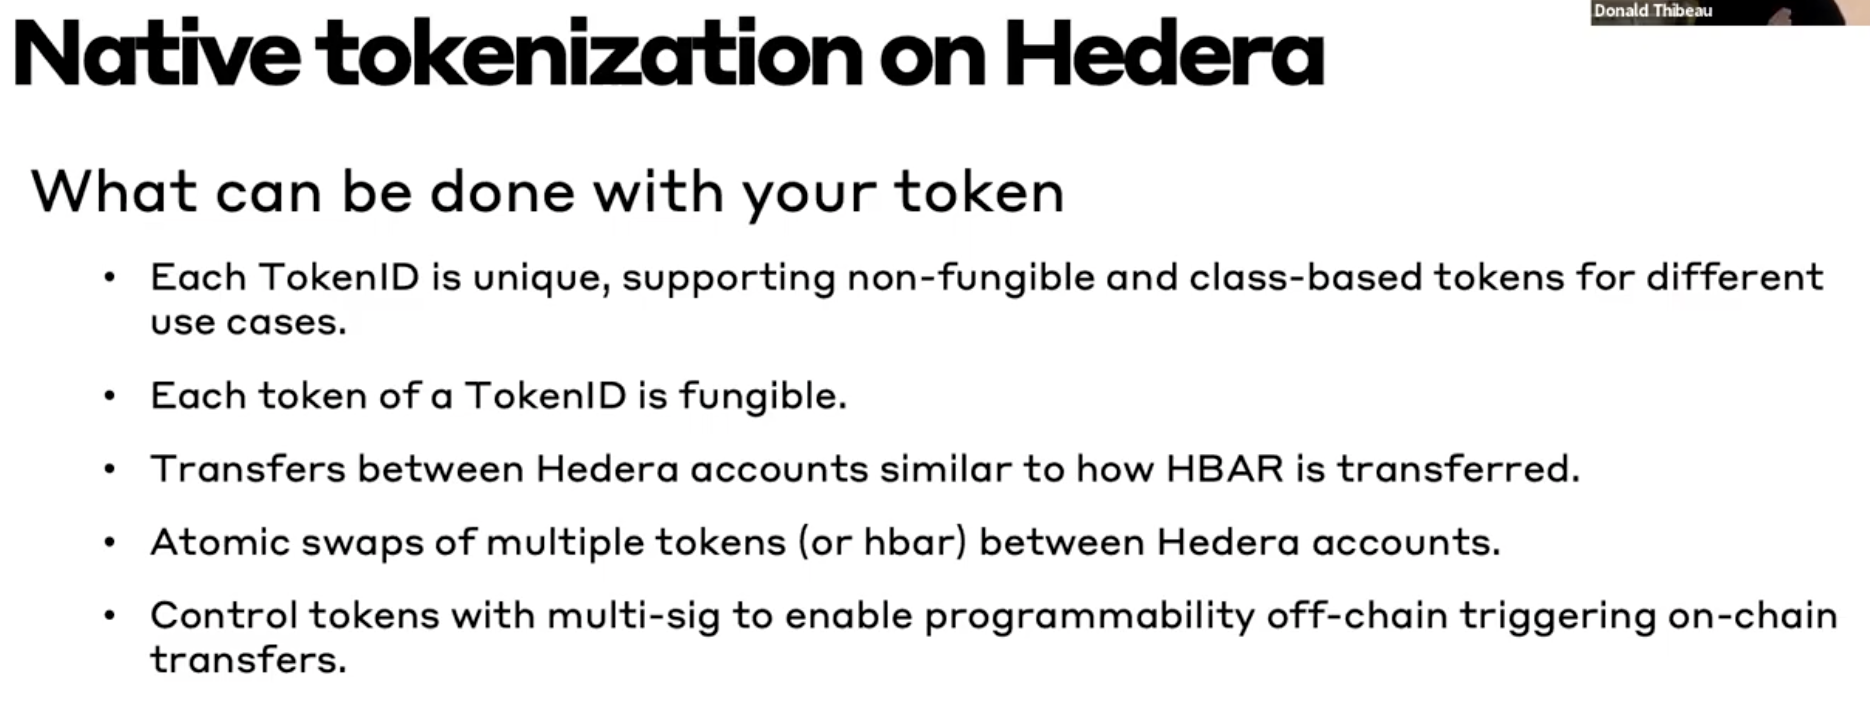 Donald Thibeau
Native tokenization on Hedera
What can be done with your token
• Each TokenID is unique, supporting non-fungible and class-based tokens for different
use cases.
• Each token of a TokenID is fungible.
• Transfers between Hedera accounts similar to how HBAR is transferred.
• Atomic swaps of multiple tokens (or hbar) between Hedera accounts.
• Control tokens with multi-sig to enable programmability off-chain triggering on-chain
transfers.